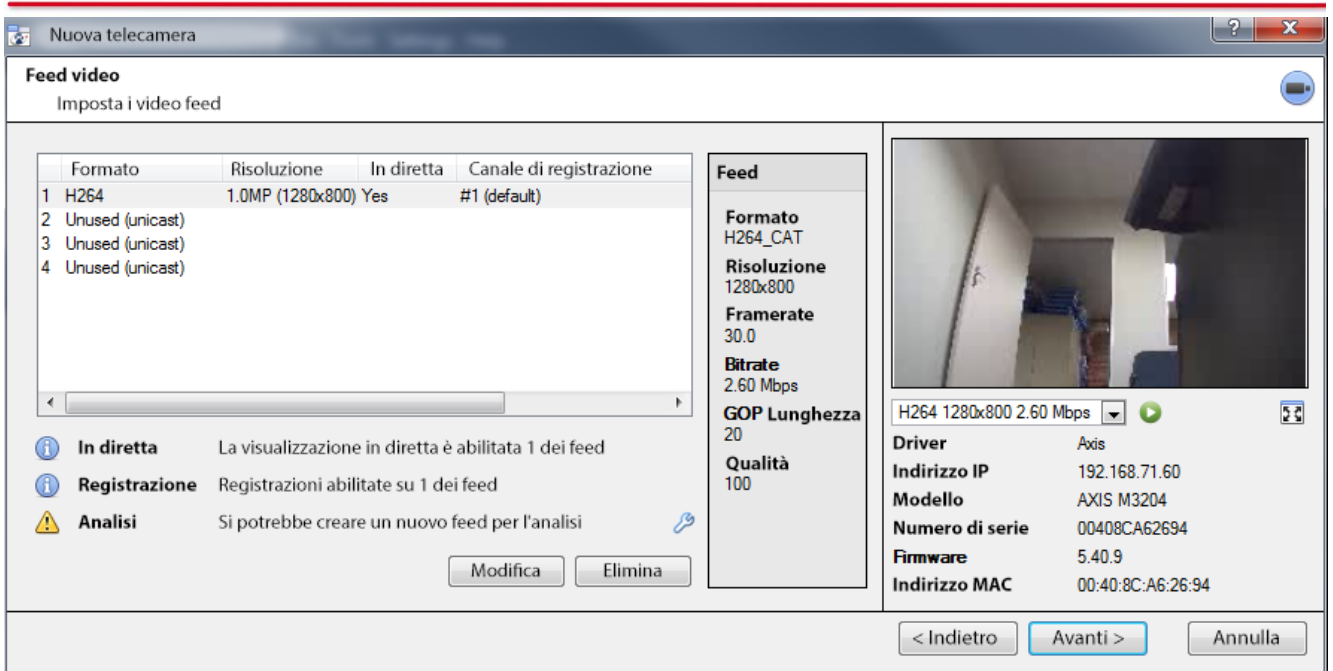 Nuova telecamera
Feed video
Imposta i video feed
Formato Risoluzione In diretta Canale di registrazione
1 H264 1.0MP (1280x800) Yes #1 (default)
2 Unused (unicast)
3 Unused (unicast)
4 Unused (unicast)
In diretta La visualizzazione in diretta è abilitata 1 dei feed
Registrazione Registrazioni abilitate su 1 dei feed
Analisi Si potrebbe creare un nuovo feed per l'analisi
Modifica Elimina
Feed
Formato
H264_CAT
Risoluzione
1280x800
Framerate
30.0
Bitrate
2.60 Mbps
GOP Lunghezza
20
Qualità
100
H264 1280x800 2.60 Mbps
Driver Axis
Indirizzo IP 192.168.71.60
Modello AXIS M3204
Numero di serie 00408CA62694
Firmware 5.40.9
Indirizzo MAC 00:40:8C:A6:26:94
< Indietro Avanti > Annulla